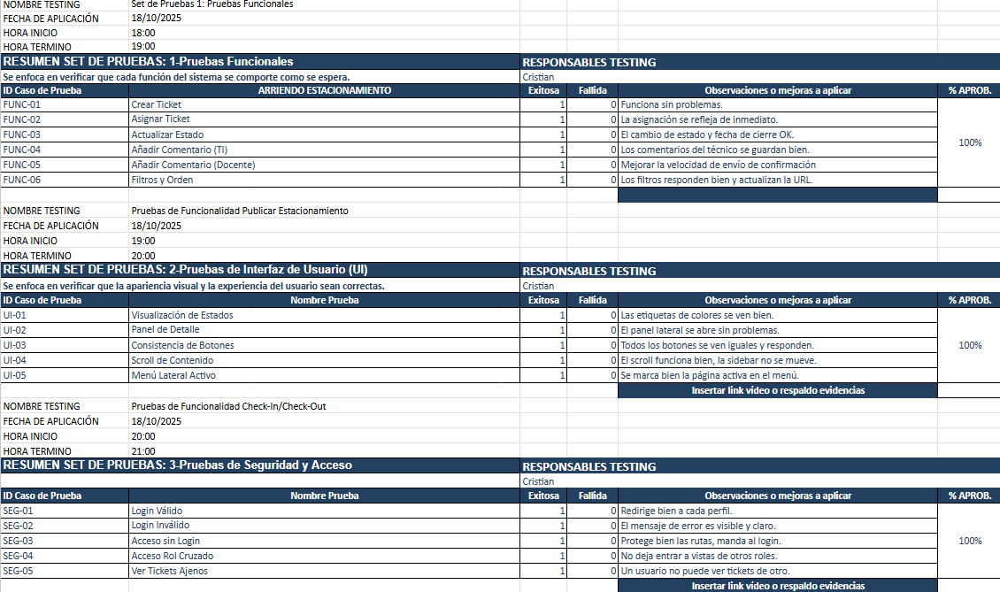 NOMBRE TESTING Set de Pruebas 1: Pruebas Funcionales
FECHA DE APLICACIÓN 18/10/2025
HORA INICIO 18:00
HORA TERMINO 19:00
RESUMEN SET DE PRUEBAS: 1-Pruebas Funcionales RESPONSABLES TESTING
Se enfoca en verificar que cada función del sistema se comporte como se espera. Cristian
ID Caso de Prueba ARRIENDO ESTACIONAMIENTO Exitosa Fallida Observaciones o mejoras a aplicar % APROB.
FUNC-01 Crear Ticket 1 0 Funciona sin problemas.
FUNC-02 Asignar Ticket 1 0 La asignación se refleja de inmediato.
FUNC-03 Actualizar Estado 1 0 El cambio de estado y fecha de cierre OK.
100%
FUNC-04 Añadir Comentario (TI) 1 0 Los comentarios del técnico se guardan bien.
FUNC-05 Añadir Comentario (Docente) 1 0 Mejorar la velocidad de envío de confirmación
FUNC-06 Filtros y Orden 1 0 Los filtros responden bien y actualizan la URL.
NOMBRE TESTING Pruebas de Funcionalidad Publicar Estacionamiento
FECHA DE APLICACIÓN 18/10/2025
HORA INICIO 19:00
HORA TERMINO 20:00
RESUMEN SET DE PRUEBAS: 2-Pruebas de Interfaz de Usuario (UI) RESPONSABLES TESTING
Se enfoca en verificar que la apariencia visual y la experiencia del usuario sean correctas. Cristian
ID Caso de Prueba Nombre Prueba Exitosa Fallida Observaciones o mejoras a aplicar % APROB.
UI-01 Visualización de Estados 1 0 Las etiquetas de colores se ven bien.
UI-02 Panel de Detalle 1 0 El panel lateral se abre sin problemas.
UI-03 Consistencia de Botones 1 0 Todos los botones se ven iguales y responden. 100%
UI-04 Scroll de Contenido 1 0 El scroll funciona bien, la sidebar no se mueve.
UI-05 Menú Lateral Activo 1 0 Se marca bien la página activa en el menú.
Insertar link vídeo o respaldo evidencias
NOMBRE TESTING Pruebas de Funcionalidad Check-In/Check-Out
FECHA DE APLICACIÓN 18/10/2025
HORA INICIO 20:00
HORA TERMINO 21:00
RESUMEN SET DE PRUEBAS: 3-Pruebas de Seguridad y Acceso RESPONSABLES TESTING
Cristian
ID Caso de Prueba Nombre Prueba Exitosa Fallida Observaciones o mejoras a aplicar % APROB.
SEG-01 Login Válido 1 0 Redirige bien a cada perfil.
SEG-02 Login Inválido 1 0 El mensaje de error es visible y claro.
SEG-03 Acceso sin Login 1 0 Protege bien las rutas, manda al login. 100%
SEG-04 Acceso Rol Cruzado 1 0 No deja entrar a vistas de otros roles.
SEG-05 Ver Tickets Ajenos 1 0 Un usuario no puede ver tickets de otro.
Insertar link vídeo o respaldo evidencias